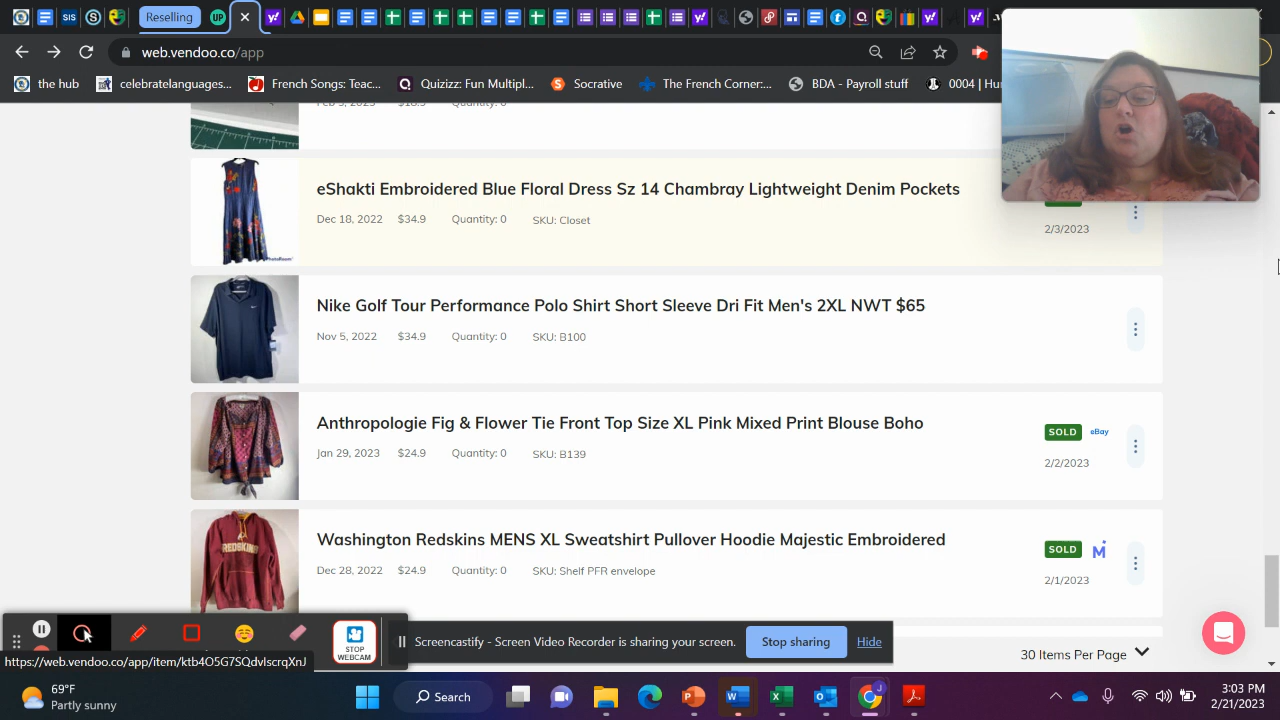 SIS
Reselling
UP
web.vendoo.co/app
the hub
celebratelanguages...
French Songs: Teac...
Quizizz: Fun Multipl...
Socrative
The French Corner:...
BDA - Payroll stuff
0004 | Hu
Quantity: 0
eShakti Embroidered Blue Floral Dress Sz 14 Chambray Lightweight Denim Pockets
Dec 18, 2022 $34.9 Quantity: 0 SKU: Closet
2/3/2023
PhotoRoom
Nike Golf Tour Performance Polo Shirt Short Sleeve Dri Fit Men's 2XL NWT $65
Nov 5, 2022 $34.9 Quantity: 0 SKU: B100
Anthropologie Fig & Flower Tie Front Top Size XL Pink Mixed Print Blouse Boho
SOLD eBay
Jan 29, 2023 $24.9 Quantity: 0 SKU: B139
2/2/2023
Washington Redskins MENS XL Sweatshirt Pullover Hoodie Majestic Embroidered
REDSKINS
SOLD M
Dec 28, 2022 $24.9 Quantity: 0 SKU: Shelf PFR envelope
2/1/2023
STOP WEBCAM
Screencastify - Screen Video Recorder is sharing your screen. Stop sharing Hide
30 Items Per Page
https://web.vendoo.co/app/item/ktb4O5G7SQdvlscrqXnJ
69°F
Partly sunny
Search
3:03 PM
2/21/2023